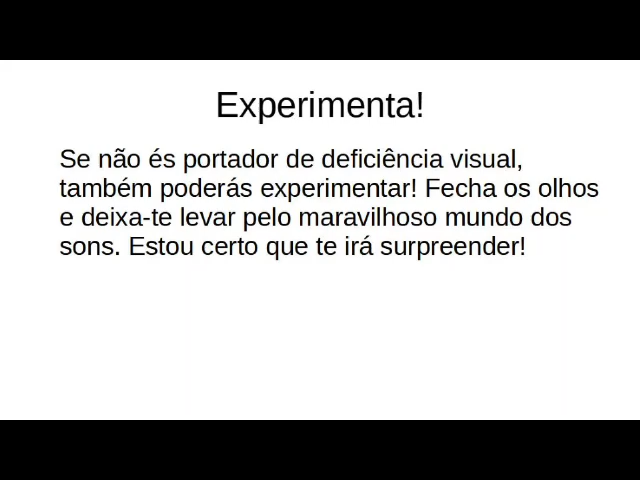 Experimenta!
Se não és portador de deficiência visual,
também poderás experimentar! Fecha os olhos
e deixa-te levar pelo maravilhoso mundo dos
sons. Estou certo que te irá surpreender!